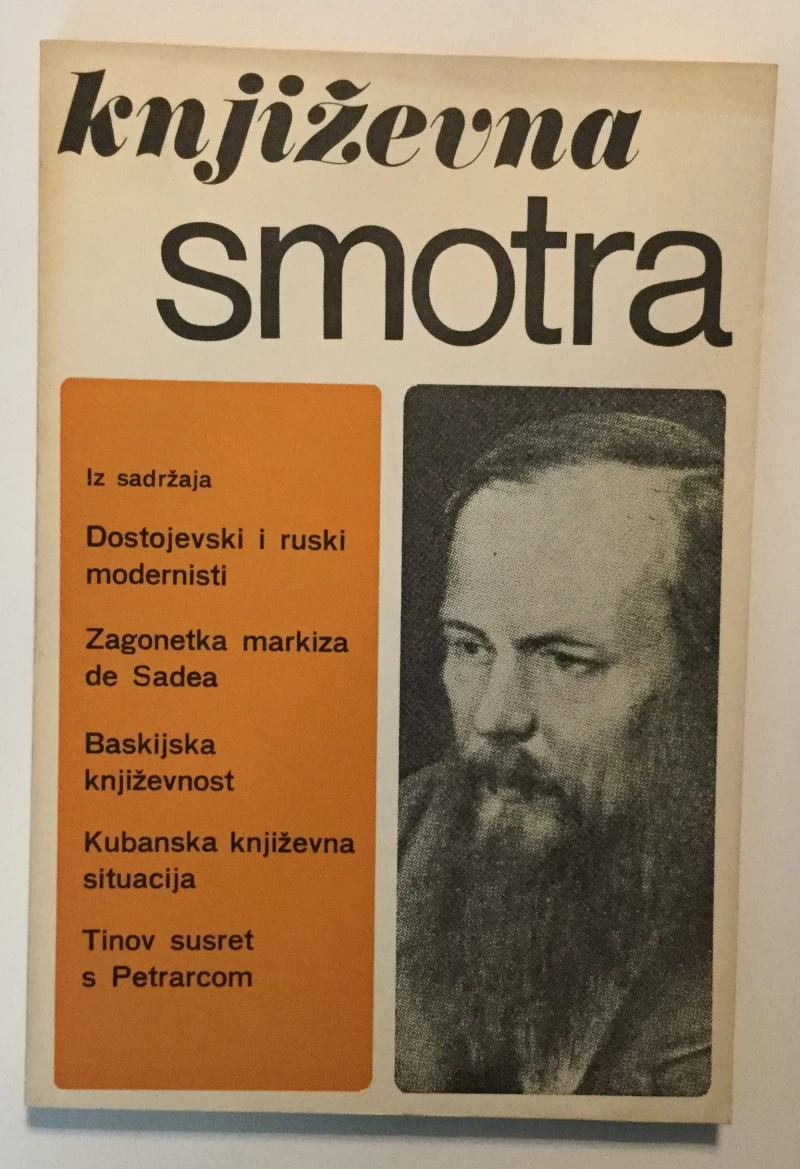 književna
smotra
Iz sadržaja
Dostojevski i ruski
modernisti
Zagonetka markiza
de Sadea
Baskijska
književnost
Kubanska književna
situacija
Tinov susret
s Petrarcom